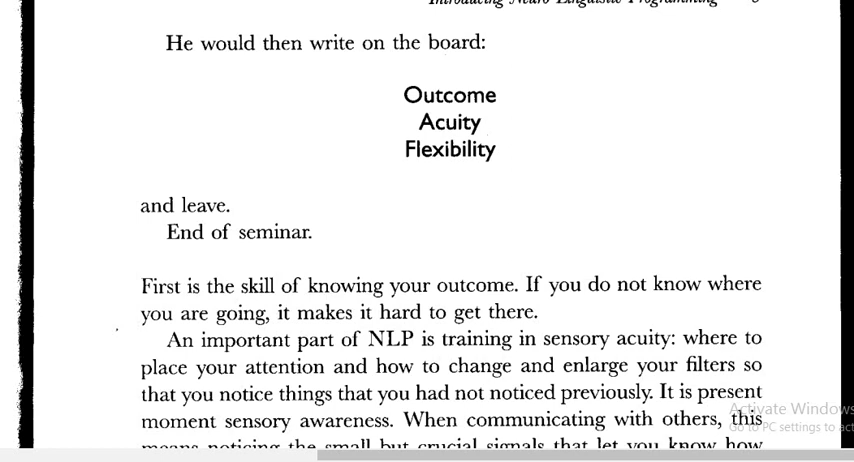 Introducing Neuro-Linguistic Programming
He would then write on the board:
Outcome
Acuity
Flexibility
and leave.
End of seminar.
First is the skill of knowing your outcome. If you do not know where
you are going, it makes it hard to get there.
An important part of NLP is training in sensory acuity: where to
place your attention and how to change and enlarge your filters so
that you notice things that you had not noticed previously. It is present
moment sensory awareness. When communicating with others, this
means noticing the small but crucial signals that let you know how
Activate Windows
Go to PC settings to act